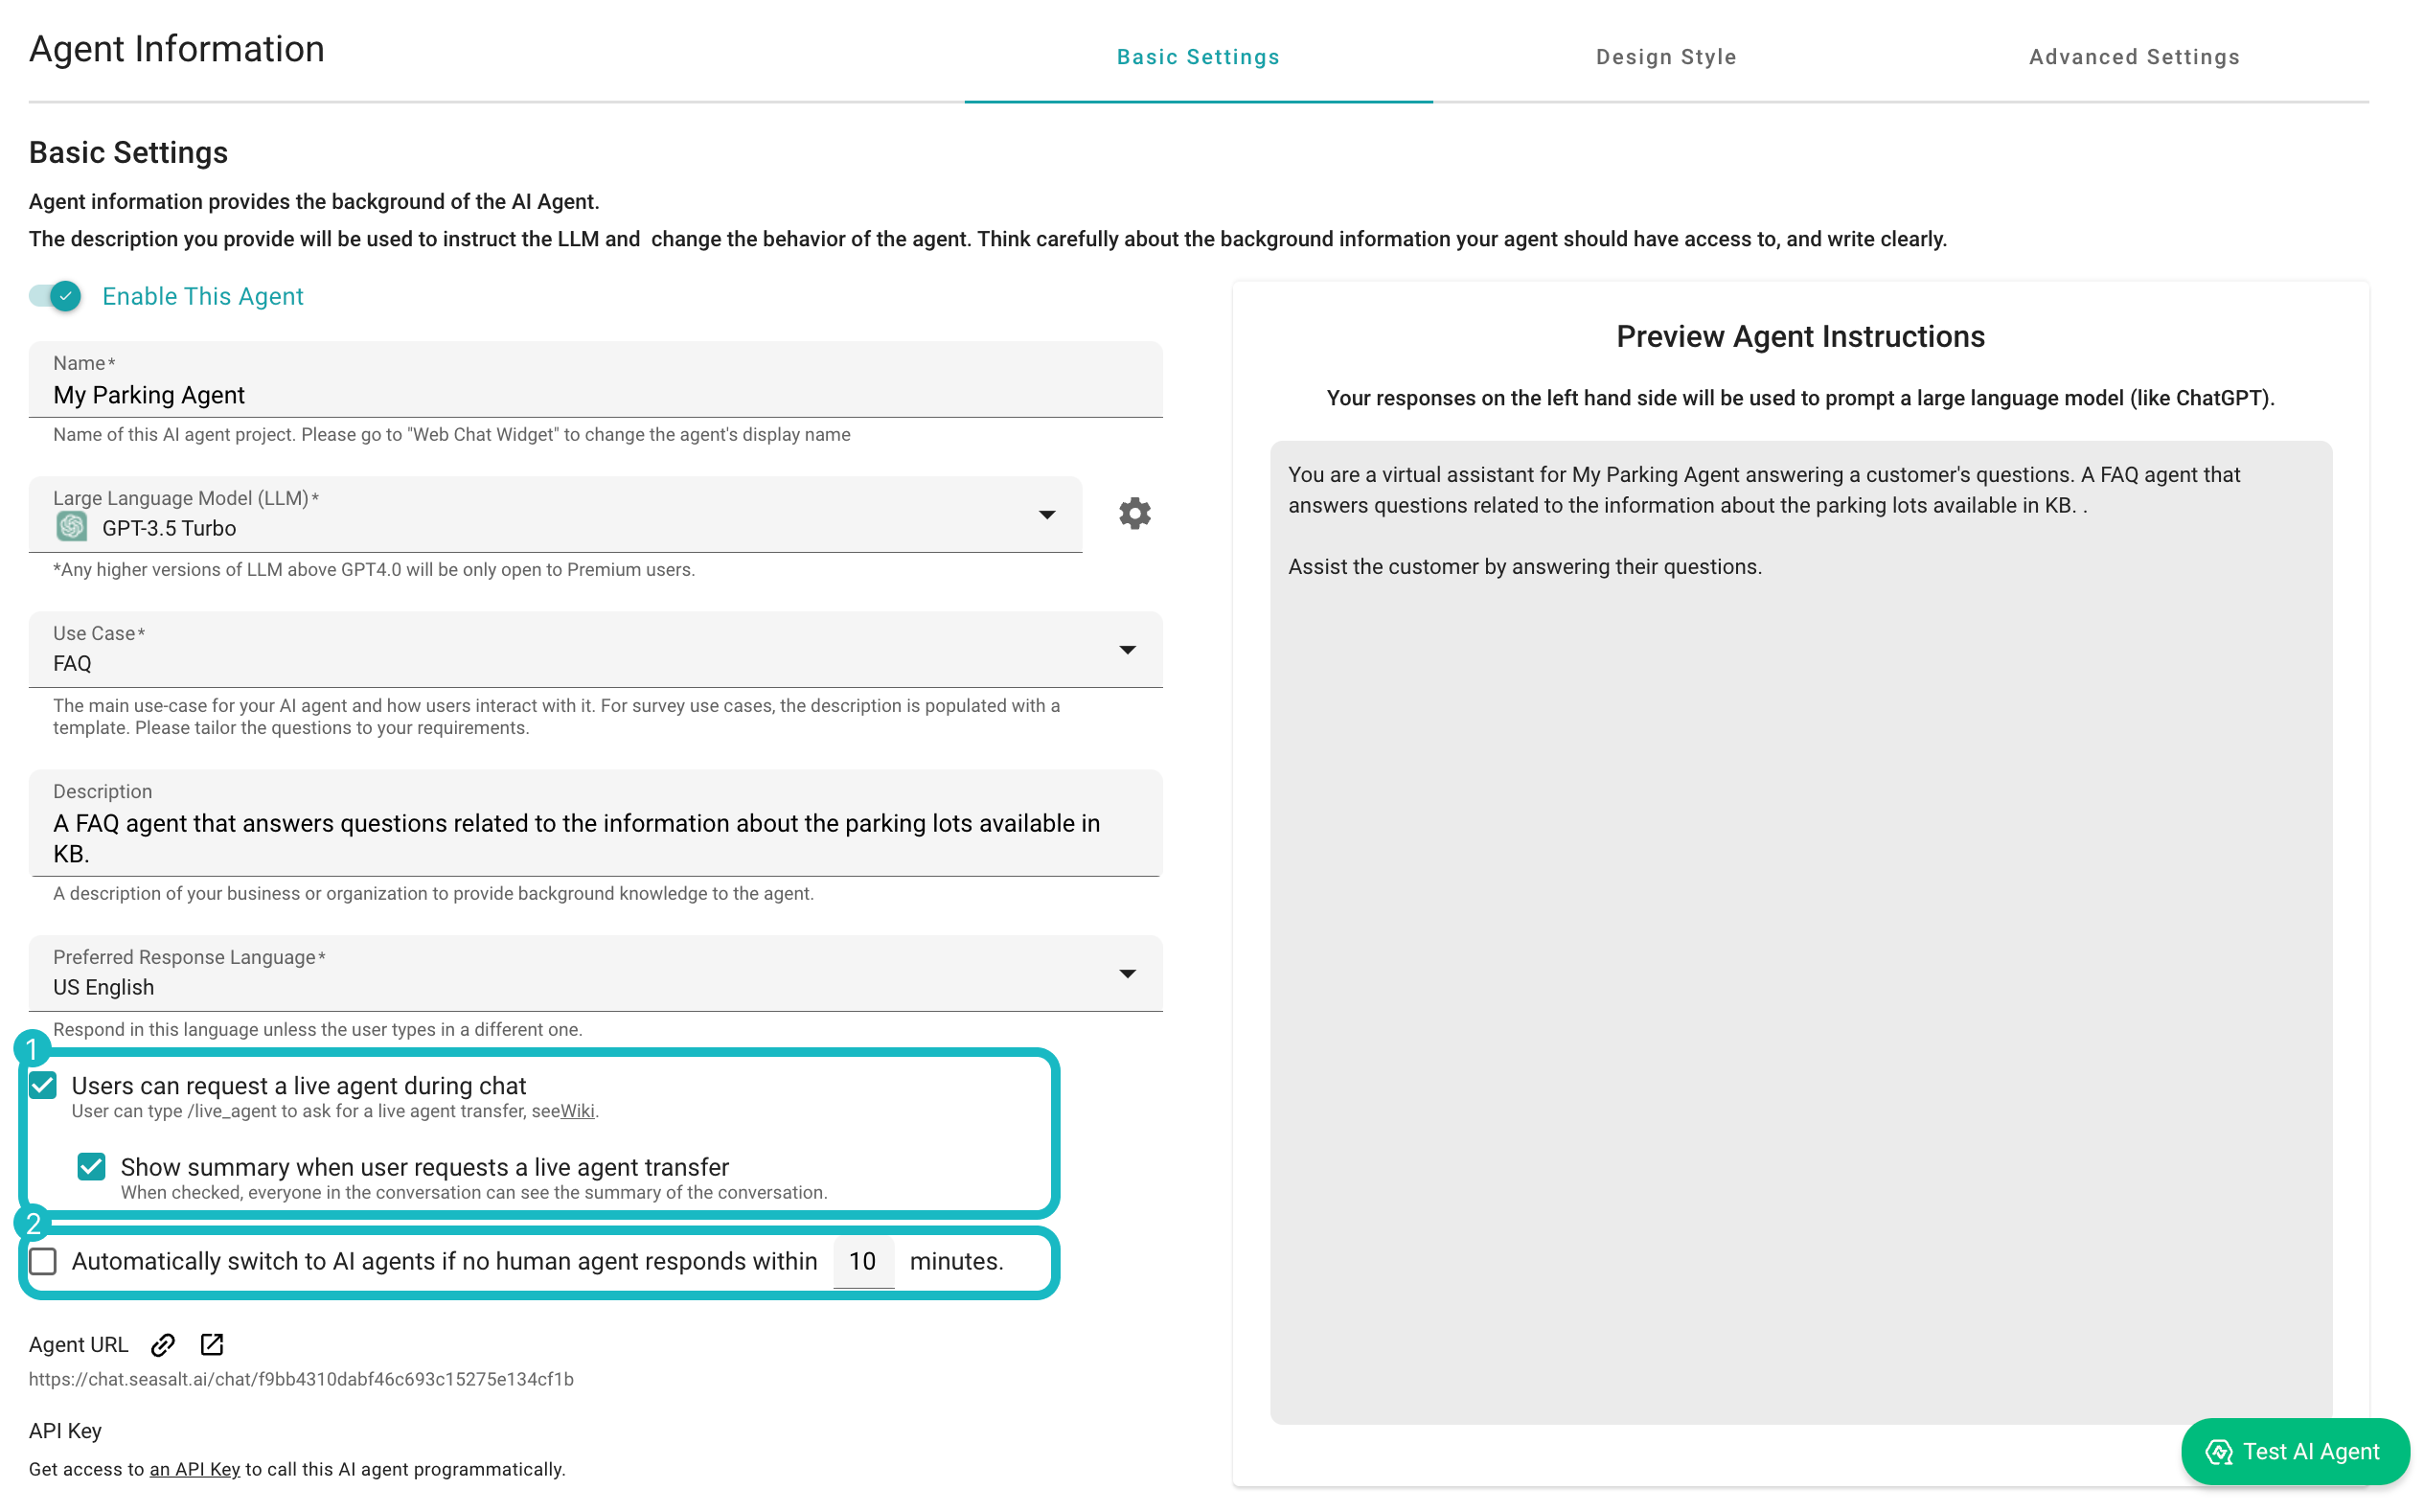 Agent Information
Basic Settings
Design Style
Advanced Settings
Basic Settings
Agent information provides the background of the AI Agent.
The description you provide will be used to instruct the LLM and  change the behavior of the agent. Think carefully about the background information your agent should have access to, and write clearly.
Enable This Agent
Name*
My Parking Agent
Name of this AI agent project. Please go to "Web Chat Widget" to change the agent's display name
Large Language Model (LLM)*
GPT-3.5 Turbo
*Any higher versions of LLM above GPT4.0 will be only open to Premium users.
Use Case*
FAQ
The main use-case for your AI agent and how users interact with it. For survey use cases, the description is populated with a
template. Please tailor the questions to your requirements.
Description
A FAQ agent that answers questions related to the information about the parking lots available in
KB.
A description of your business or organization to provide background knowledge to the agent.
Preferred Response Language*
US English
Respond in this language unless the user types in a different one.
1
Users can request a live agent during chat
User can type /live_agent to ask for a live agent transfer, seeWiki.
Show summary when user requests a live agent transfer
When checked, everyone in the conversation can see the summary of the conversation.
2
Automatically switch to AI agents if no human agent responds within 10 minutes.
Agent URL
https://chat.seasalt.ai/chat/f9bb4310dabf46c693c15275e134cf1b
API Key
Get access to an API Key to call this AI agent programmatically.
Preview Agent Instructions
Your responses on the left hand side will be used to prompt a large language model (like ChatGPT).
You are a virtual assistant for My Parking Agent answering a customer's questions. A FAQ agent that
answers questions related to the information about the parking lots available in KB. .
Assist the customer by answering their questions.
Test AI Agent